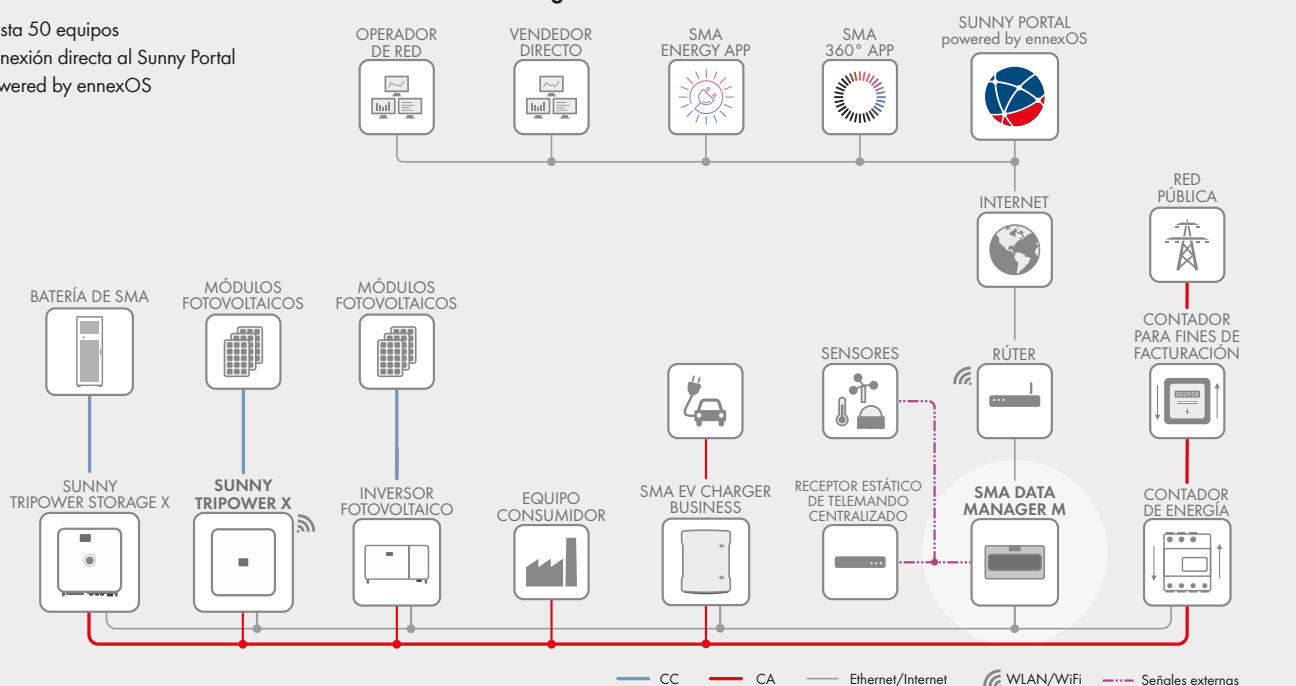 50 equipos
directa al Sunny Portal
by ennexOS
OPERADOR
DE RED
VENDEDOR
DIRECTO
SMA
ENERGY APP
SMA
360° APP
SUNNY PORTAL
powered by ennexOS
INTERNET
RED
PÚBLICA
BATERÍA DE SMA
MÓDULOS
FOTOVOLTAICOS
MÓDULOS
FOTOVOLTAICOS
SENSORES
RÚTER
CONTADOR
PARA FINES DE
FACTURACIÓN
SUNNY
TRIPOWER STORAGE X
SUNNY
TRIPOWER X
INVERSOR
FOTOVOLTAICO
EQUIPO
CONSUMIDOR
SMA EV CHARGER
BUSINESS
RECEPTOR ESTÁTICO
DE TELEMANDO
CENTRALIZADO
SMA DATA
MANAGER M
CONTADOR
DE ENERGÍA
CC
CA
Ethernet/Internet
WLAN/WiFi
Señales externas